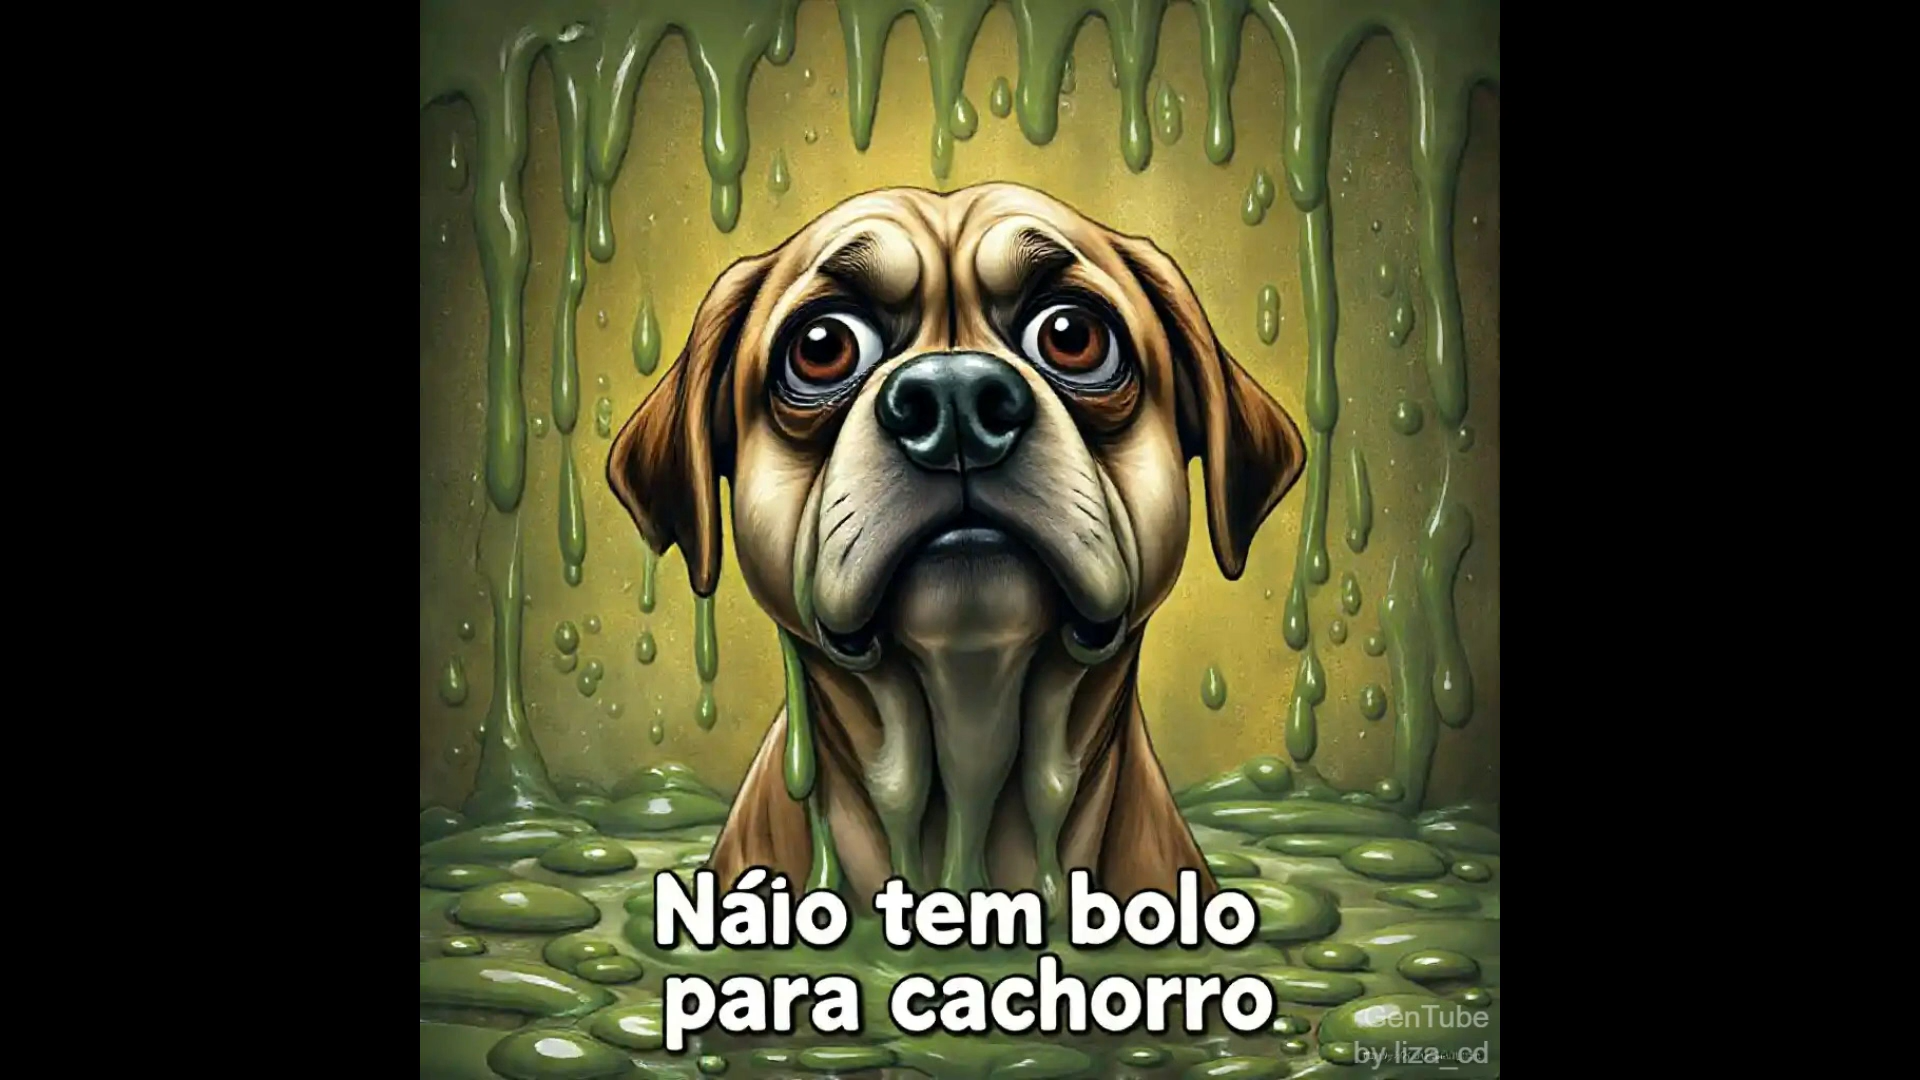 Náio tem bolo
para cachorro
GenTube
by liza_cd